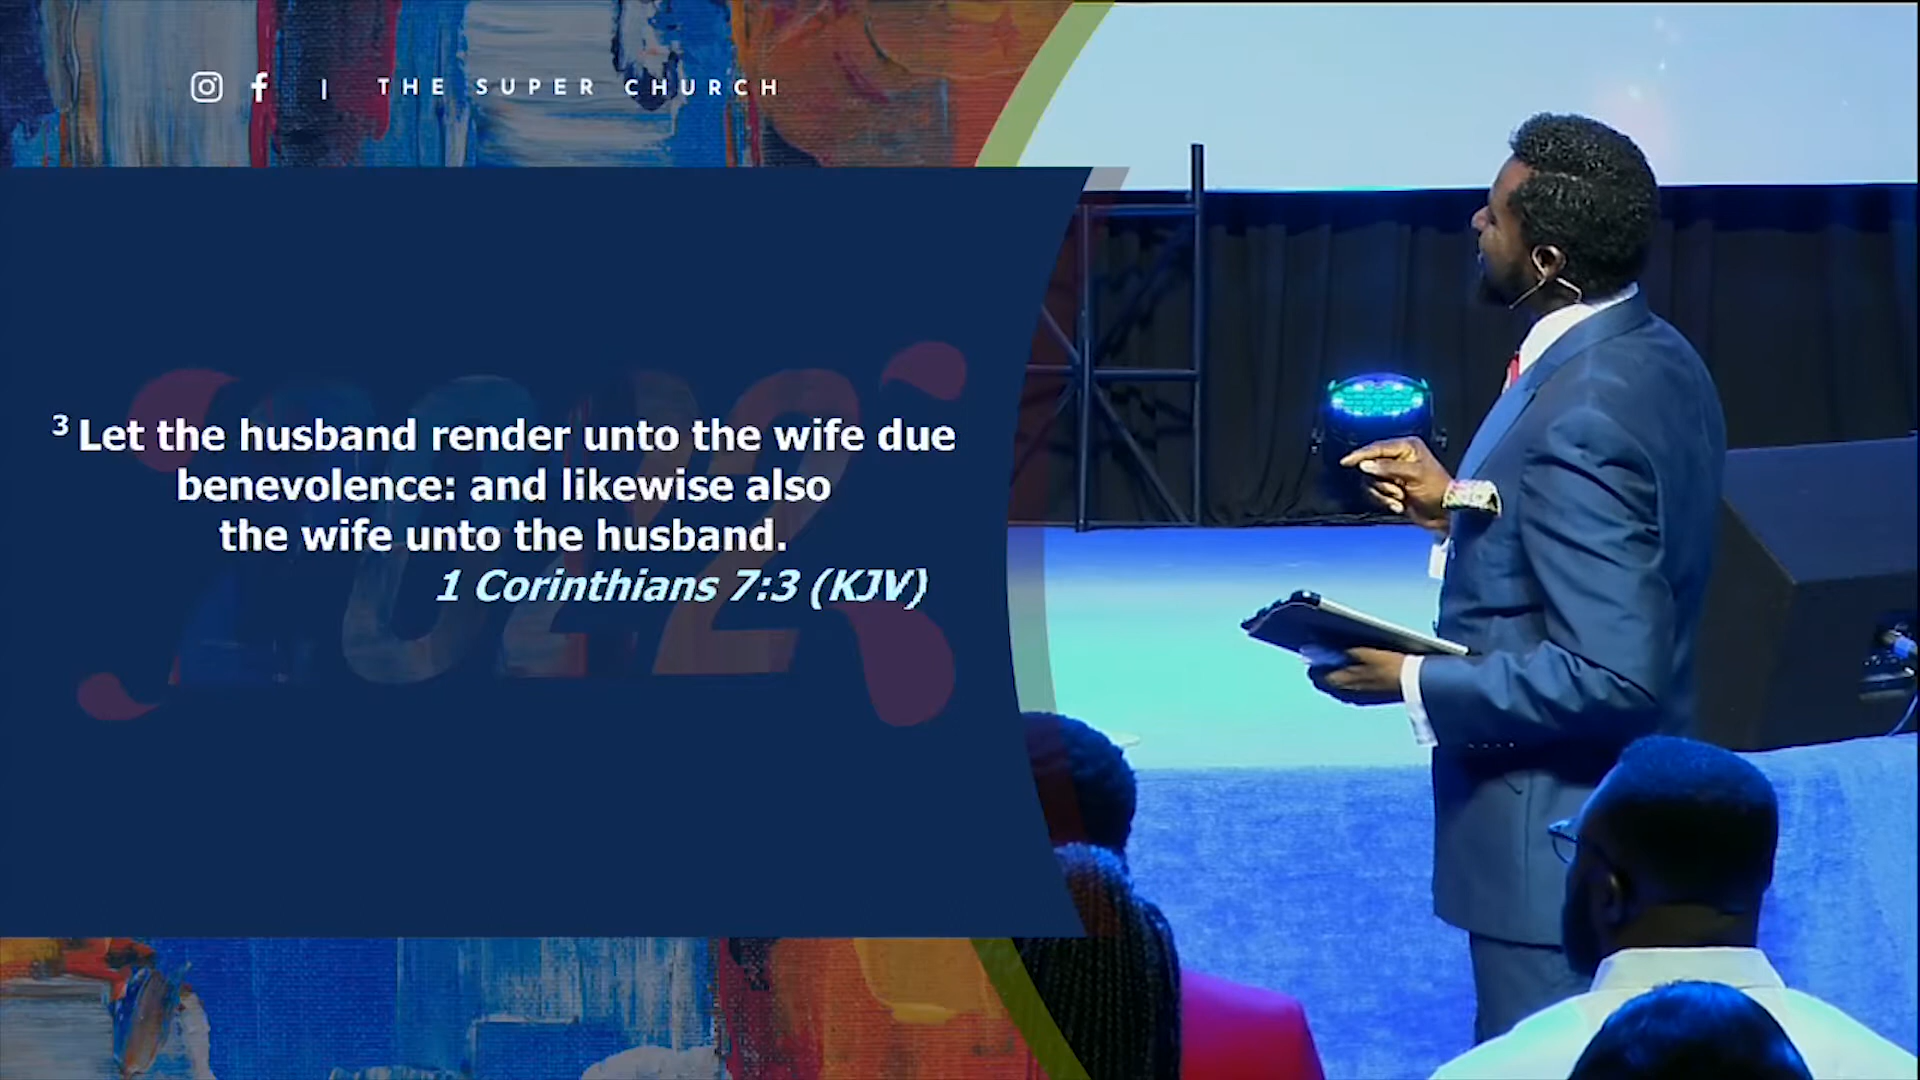 | THE SUPER CHURCH
3 Let the husband render unto the wife due
benevolence: and likewise also
the wife unto the husband.
1 Corinthians 7:3 (KJV)
2022